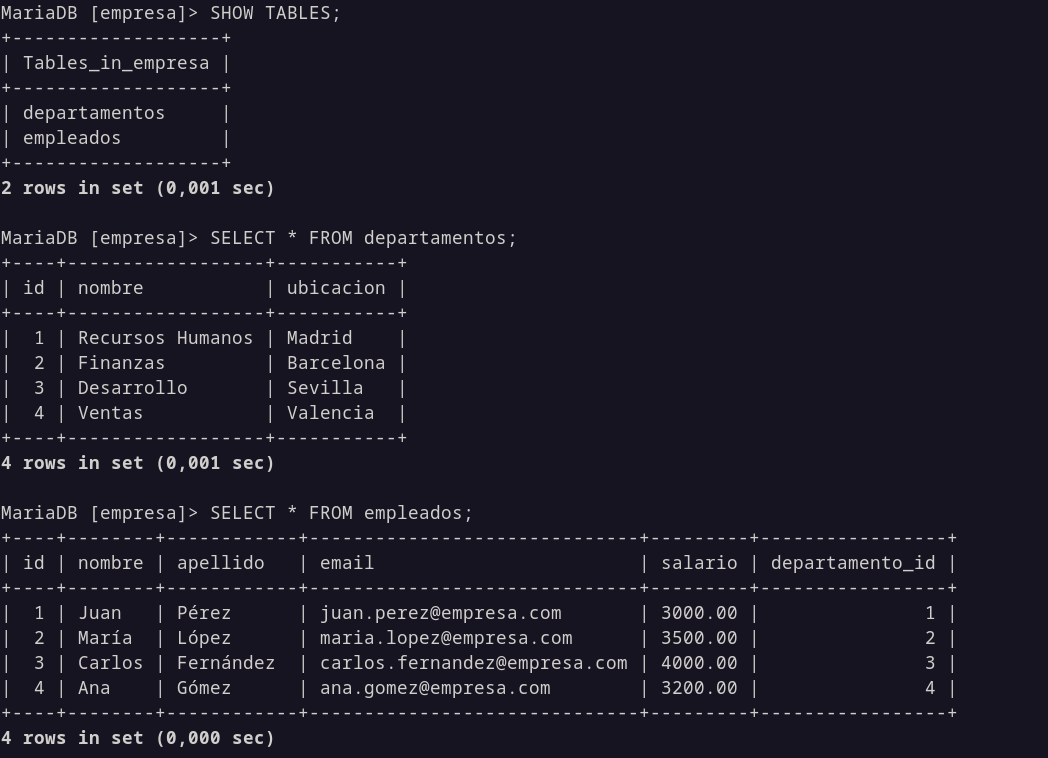 MariaDB [empresa]> SHOW TABLES;
+-------------------+
| Tables_in_empresa |
+-------------------+
| departamentos     |
| empleados         |
+-------------------+
2 rows in set (0,001 sec)

MariaDB [empresa]> SELECT * FROM departamentos;
+----+------------------+-----------+
| id | nombre           | ubicacion |
+----+------------------+-----------+
|  1 | Recursos Humanos | Madrid    |
|  2 | Finanzas         | Barcelona |
|  3 | Desarrollo       | Sevilla   |
|  4 | Ventas           | Valencia  |
+----+------------------+-----------+
4 rows in set (0,001 sec)

MariaDB [empresa]> SELECT * FROM empleados;
+----+--------+------------+------------------------------+---------+-----------------+
| id | nombre | apellido   | email                        | salario | departamento_id |
+----+--------+------------+------------------------------+---------+-----------------+
|  1 | Juan   | Pérez      | juan.perez@empresa.com       | 3000.00 |               1 |
|  2 | María  | López      | maria.lopez@empresa.com      | 3500.00 |               2 |
|  3 | Carlos | Fernández  | carlos.fernandez@empresa.com | 4000.00 |               3 |
|  4 | Ana    | Gómez      | ana.gomez@empresa.com        | 3200.00 |               4 |
+----+--------+------------+------------------------------+---------+-----------------+
4 rows in set (0,000 sec)